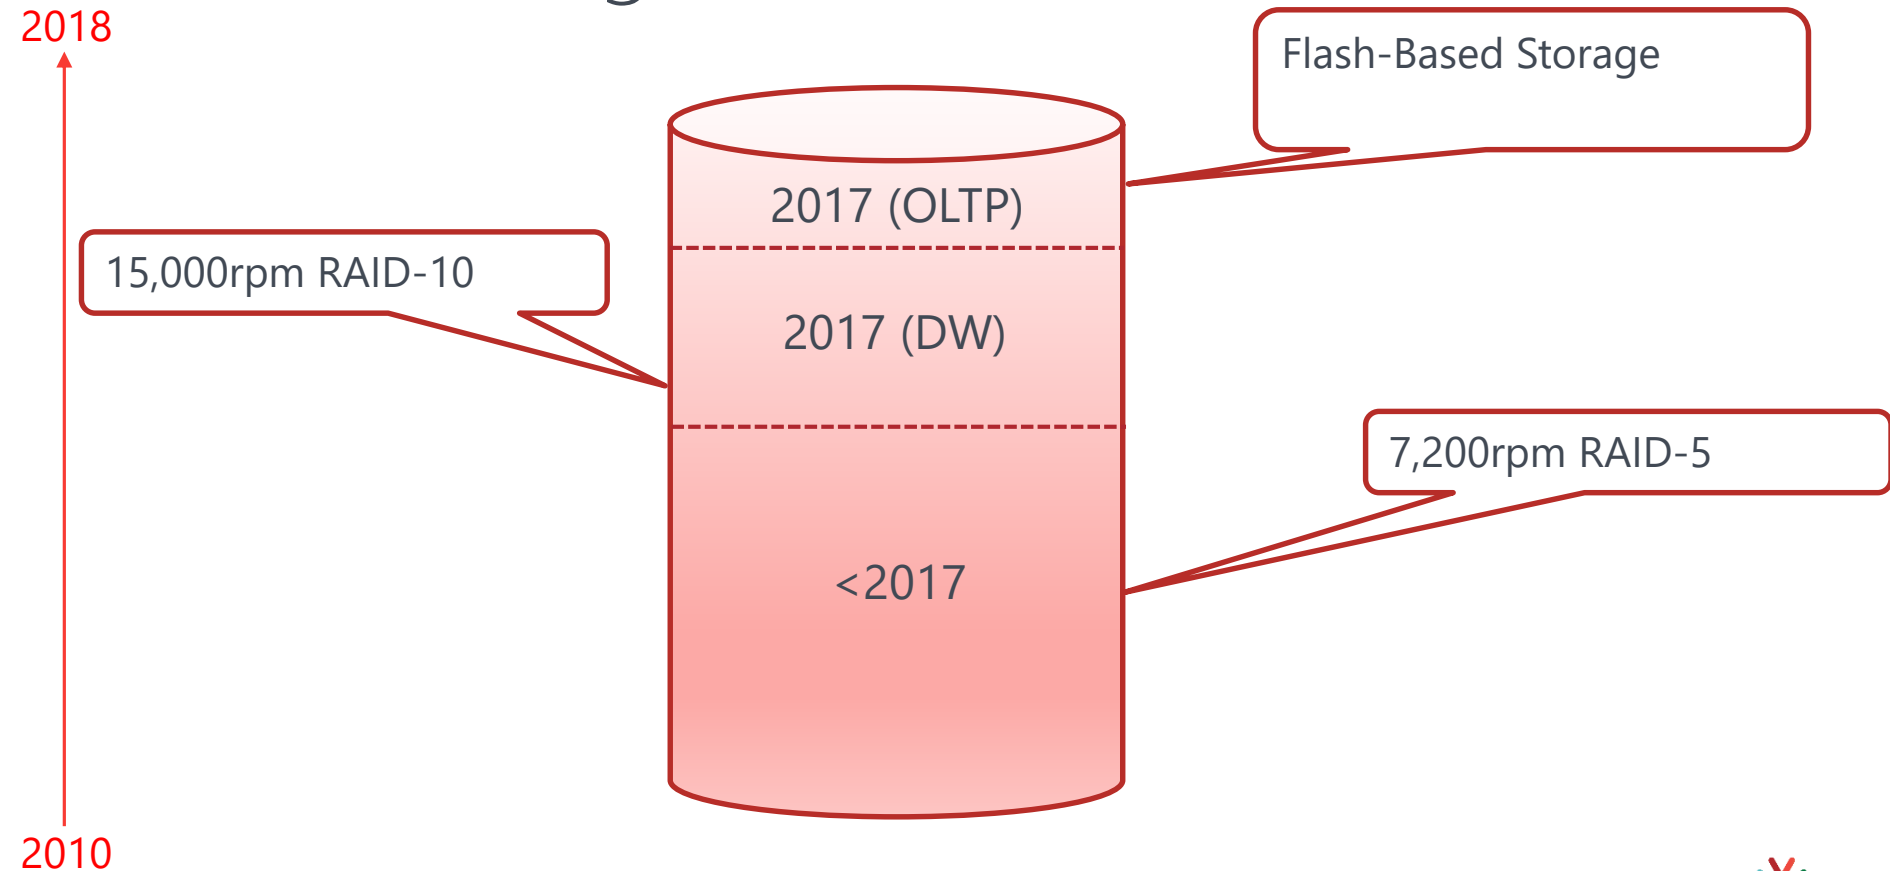 2018
Flash-Based Storage
2017 (OLTP)
15,000rpm RAID-10
2017 (DW)
7,200rpm RAID-5
<2017
2010